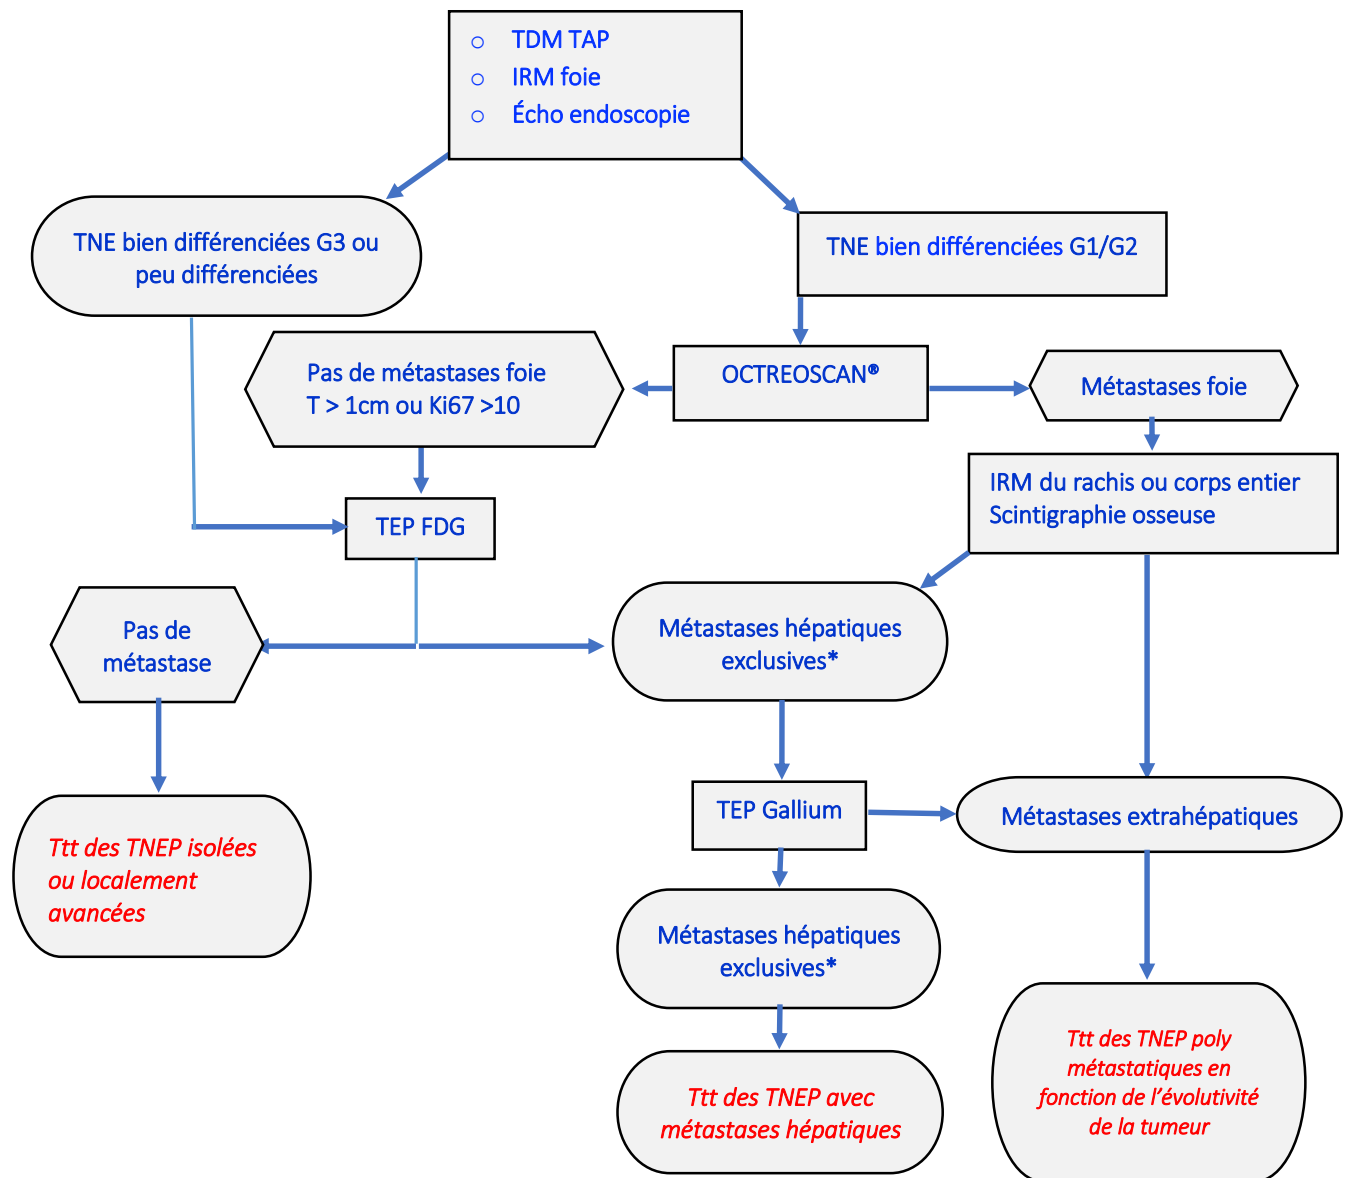 o TDM TAP
o IRM foie
o Écho endoscopie
TNE bien différenciées G3 ou
peu différenciées
TNE bien différenciées G1/G2
Pas de métastases foie
T > 1cm ou Ki67 >10
OCTREOSCAN®
Métastases foie
IRM du rachis ou corps entier
Scintigraphie osseuse
TEP FDG
Pas de
métastase
Métastases hépatiques
exclusives*
TEP Gallium
Métastases extrahépatiques
Ttt des TNEP isolées
ou localement
avancées
Métastases hépatiques
exclusives*
Ttt des TNEP avec
métastases hépatiques
Ttt des TNEP poly
métastatiques en
fonction de l’évolutivité
de la tumeur